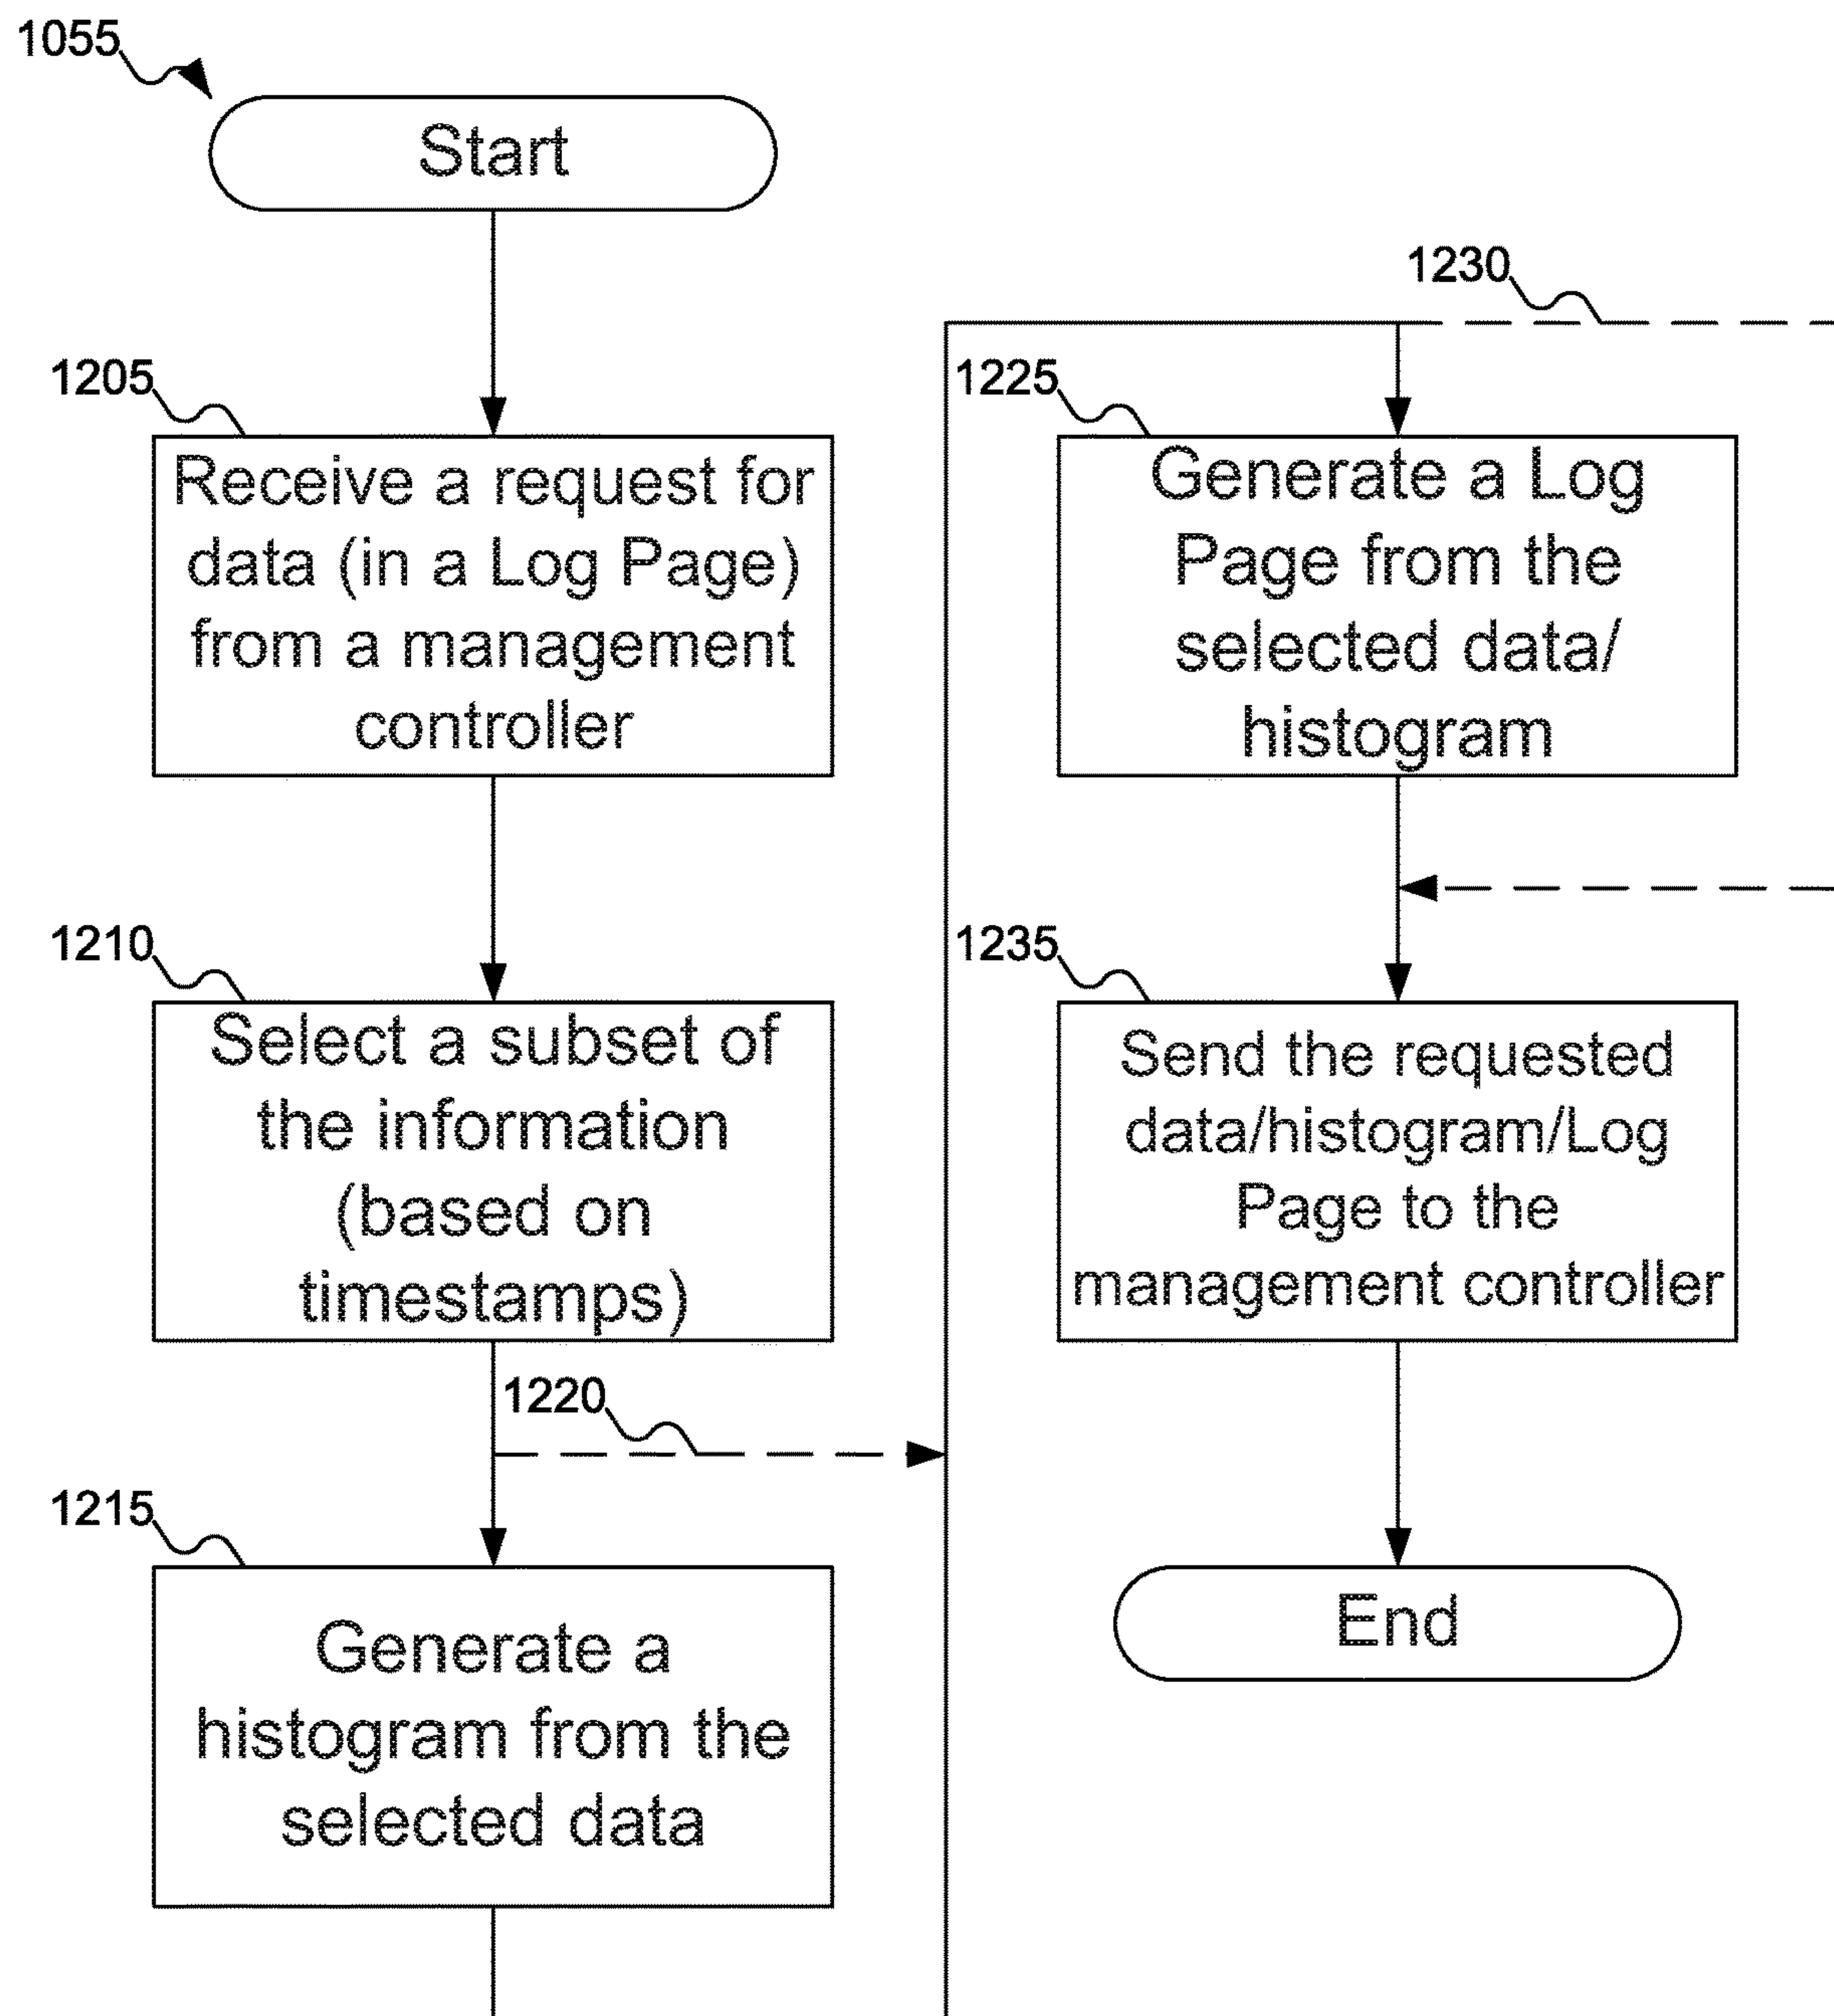 1055
Start
1205
Receive a request for
data (in a Log Page)
from a management
controller
1210
Select a subset of
the information
(based on
timestamps)
1220
1215
Generate a
histogram from the
selected data
1230
1225
Generate a Log
Page from the
selected data/
histogram
1235
Send the requested
data/histogram/Log
Page to the
management controller
End